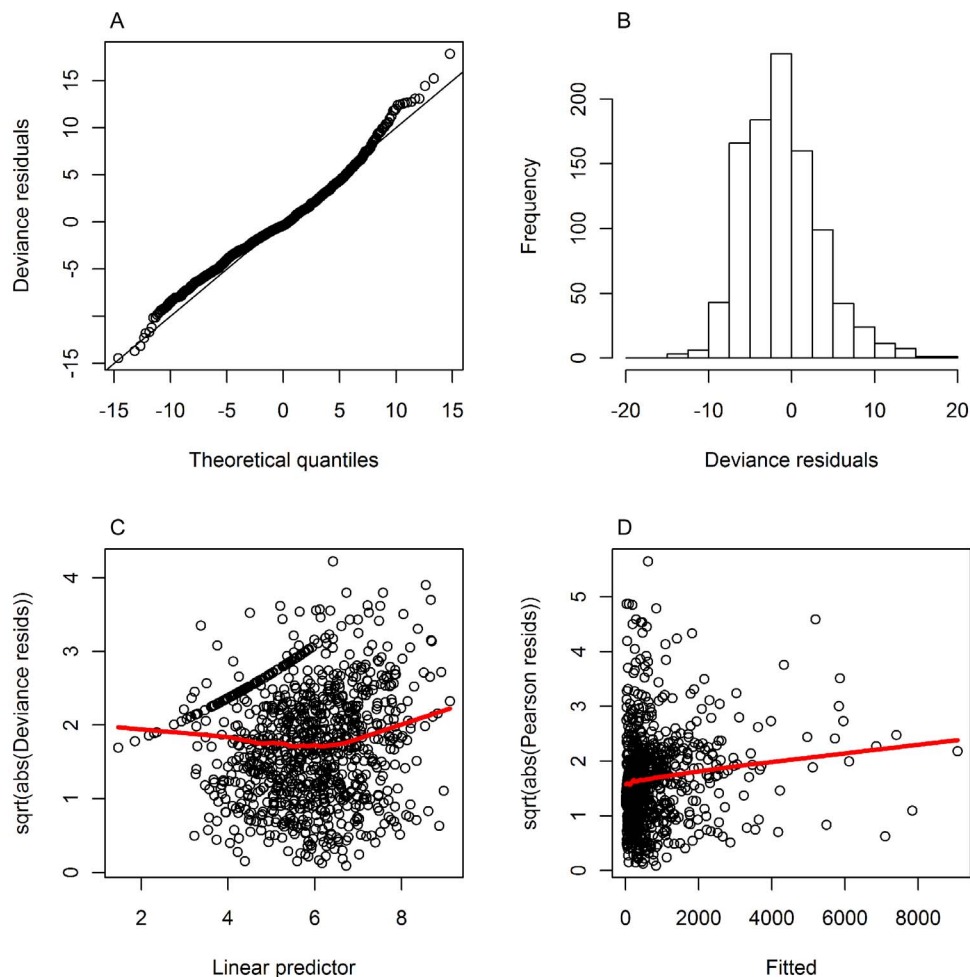 A
Deviance residuals
15
10
5
0
-5
-15
-15 -10 -5 0 5 10 15
Theoretical quantiles
B
Frequency
200
150
100
50
0
-20 -10 0 10 20
Deviance residuals
C
sqrt(abs(Deviance resids))
4
3
2
1
0
2 4 6 8
Linear predictor
D
sqrt(abs(Pearson resids))
5
4
3
2
1
0
0 2000 4000 6000 8000
Fitted